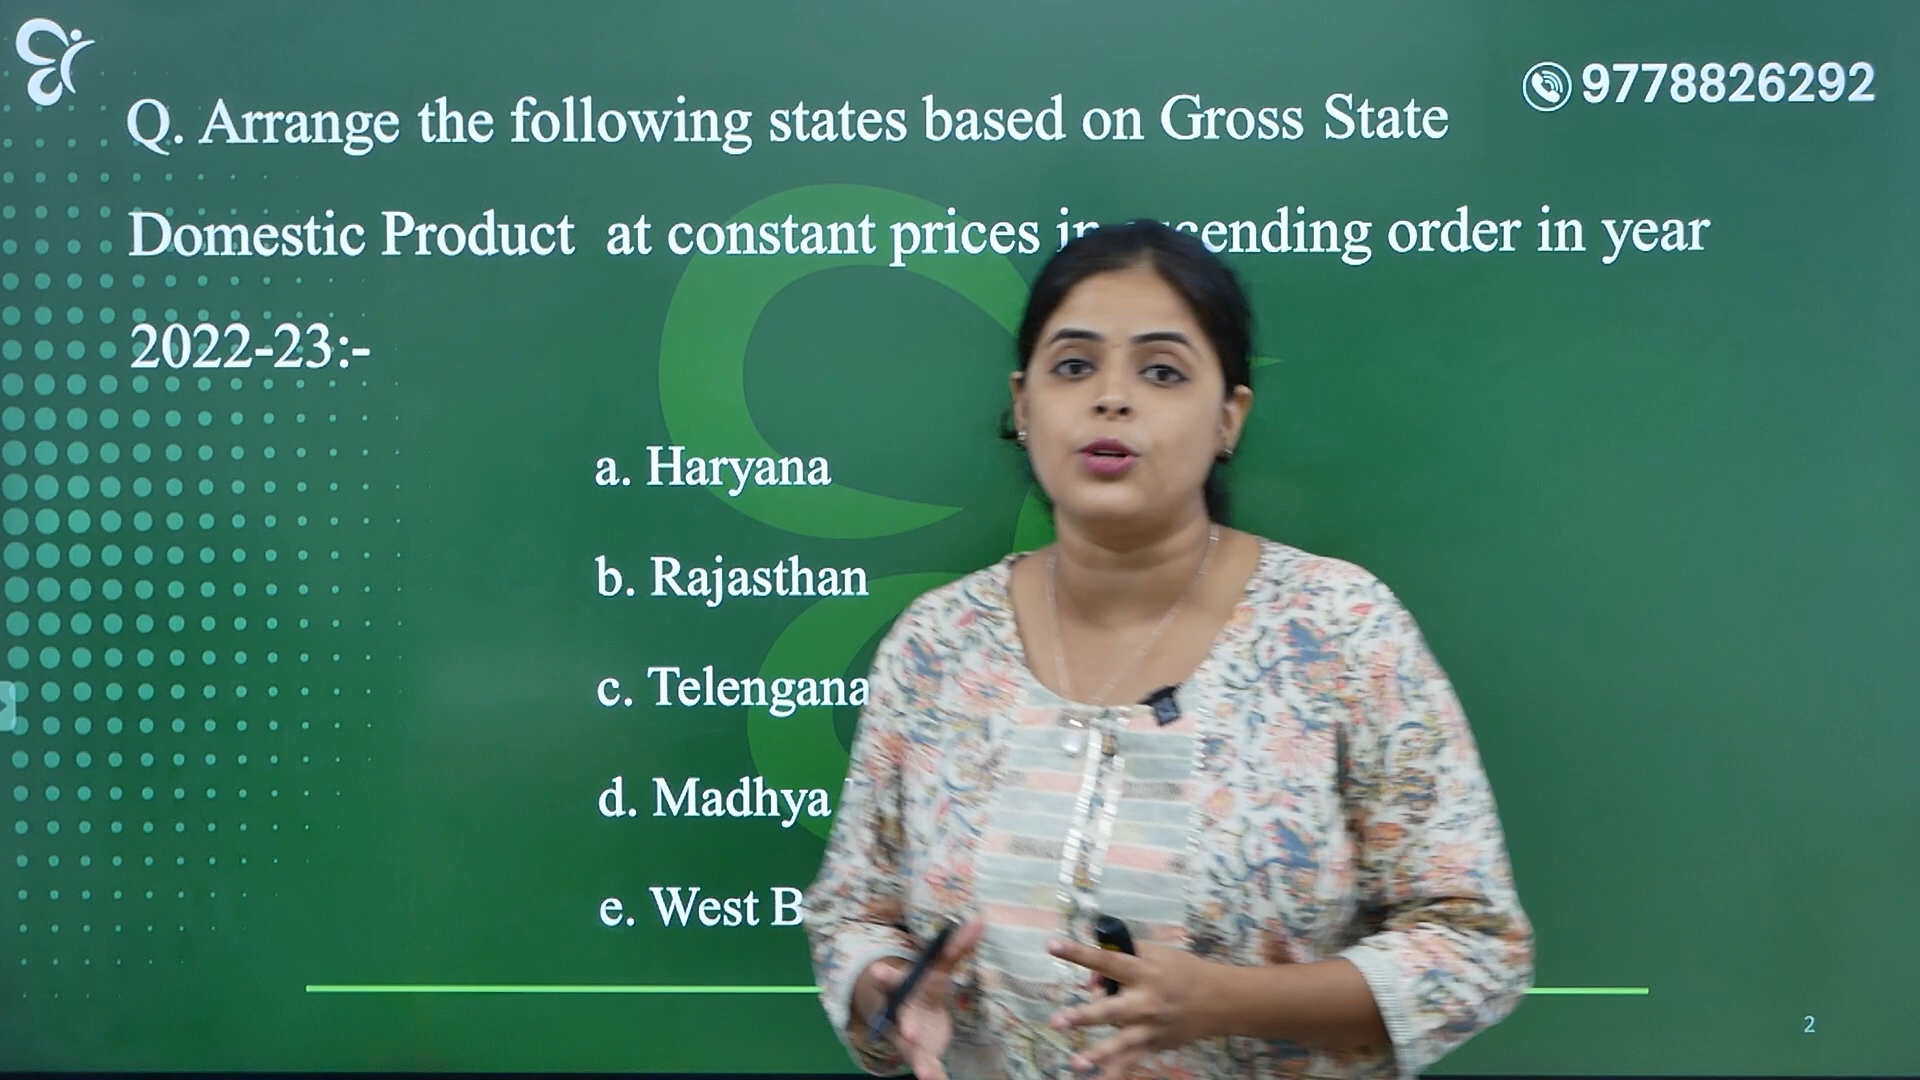 9778826292
Q. Arrange the following states based on Gross State
Domestic Product at constant prices in order in year
2022-23:-
a. Haryana
b. Rajasthan
c. Telengana
d. Madhya
e. West B
2